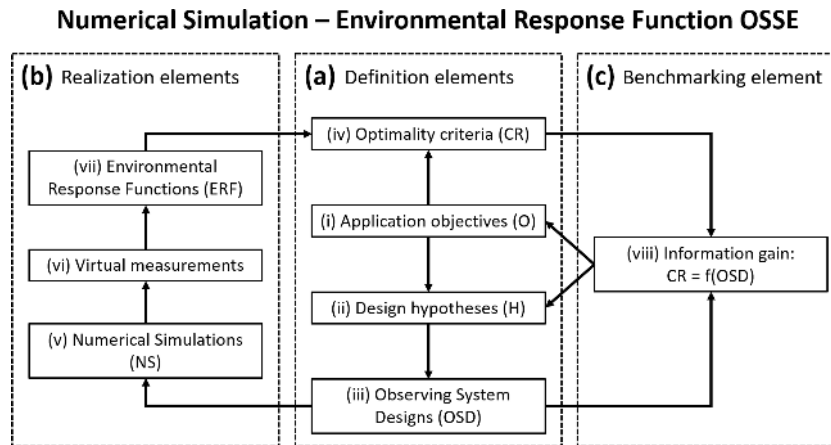 Numerical Simulation – Environmental Response Function OSSE
(b) Realization elements
(vii) Environmental
Response Functions (ERF)
(vi) Virtual measurements
(v) Numerical Simulations
(NS)
(a) Definition elements
(iv) Optimality criteria (CR)
(i) Application objectives (O)
(ii) Design hypotheses (H)
(iii) Observing System
Designs (OSD)
(c) Benchmarking element
(viii) Information gain:
CR = f(OSD)